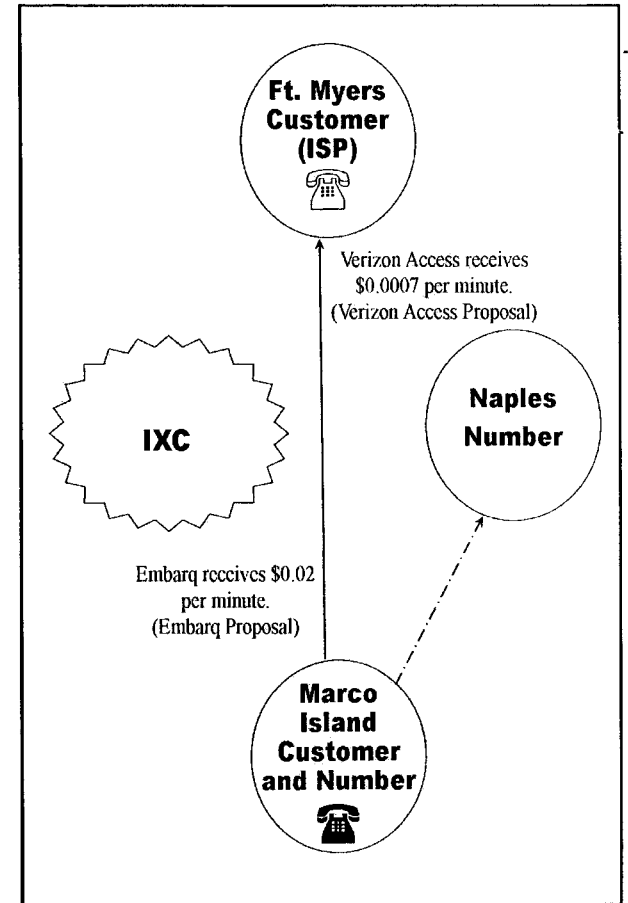 Ft. Myers
Customer
(ISP)
Verizon Access receives
$0.0007 per minute.
(Verizon Access Proposal)
Naples
Number
IXC
Embarq receives $0.02
per minute.
(Embarq Proposal)
Marco
Island
Customer
and Number